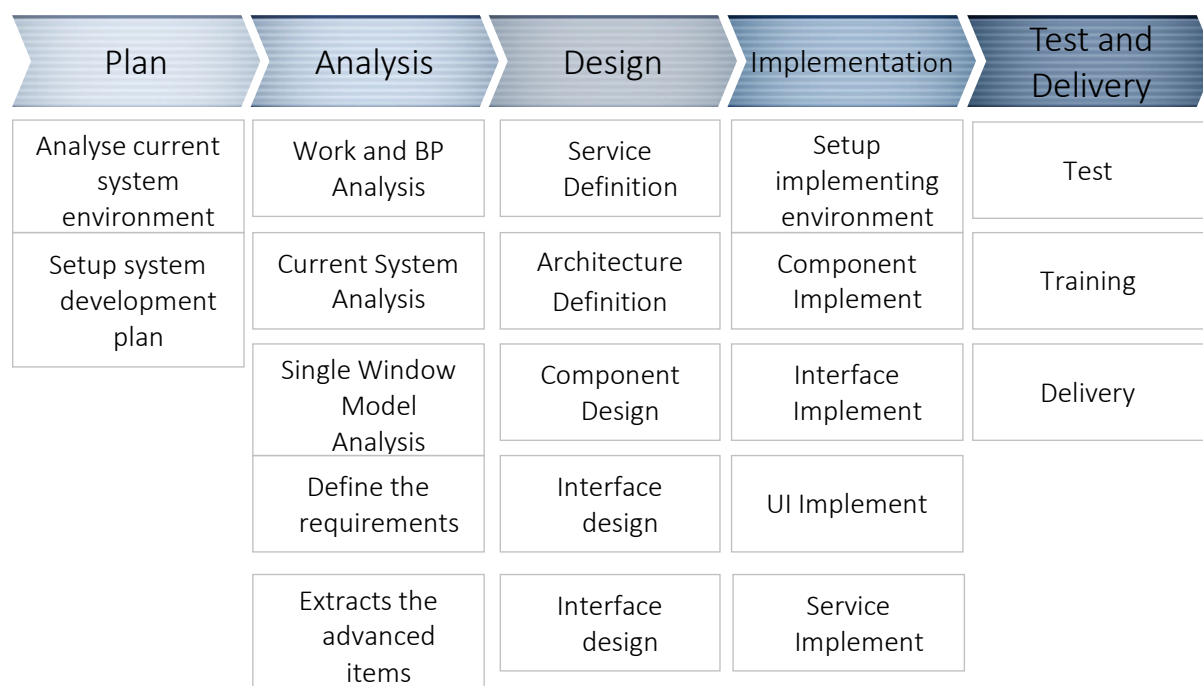 Plan
Analysis
Design
Implementation
Test and
Delivery
Analyse current
system
environment
Setup system
development
plan
Work and BP
Analysis
Current System
Analysis
Single Window
Model
Analysis
Define the
requirements
Extracts the
advanced
items
Service
Definition
Architecture
Definition
Component
Design
Interface
design
Interface
design
Setup
implementing
environment
Component
Implement
Interface
Implement
UI Implement
Service
Implement
Test
Training
Delivery